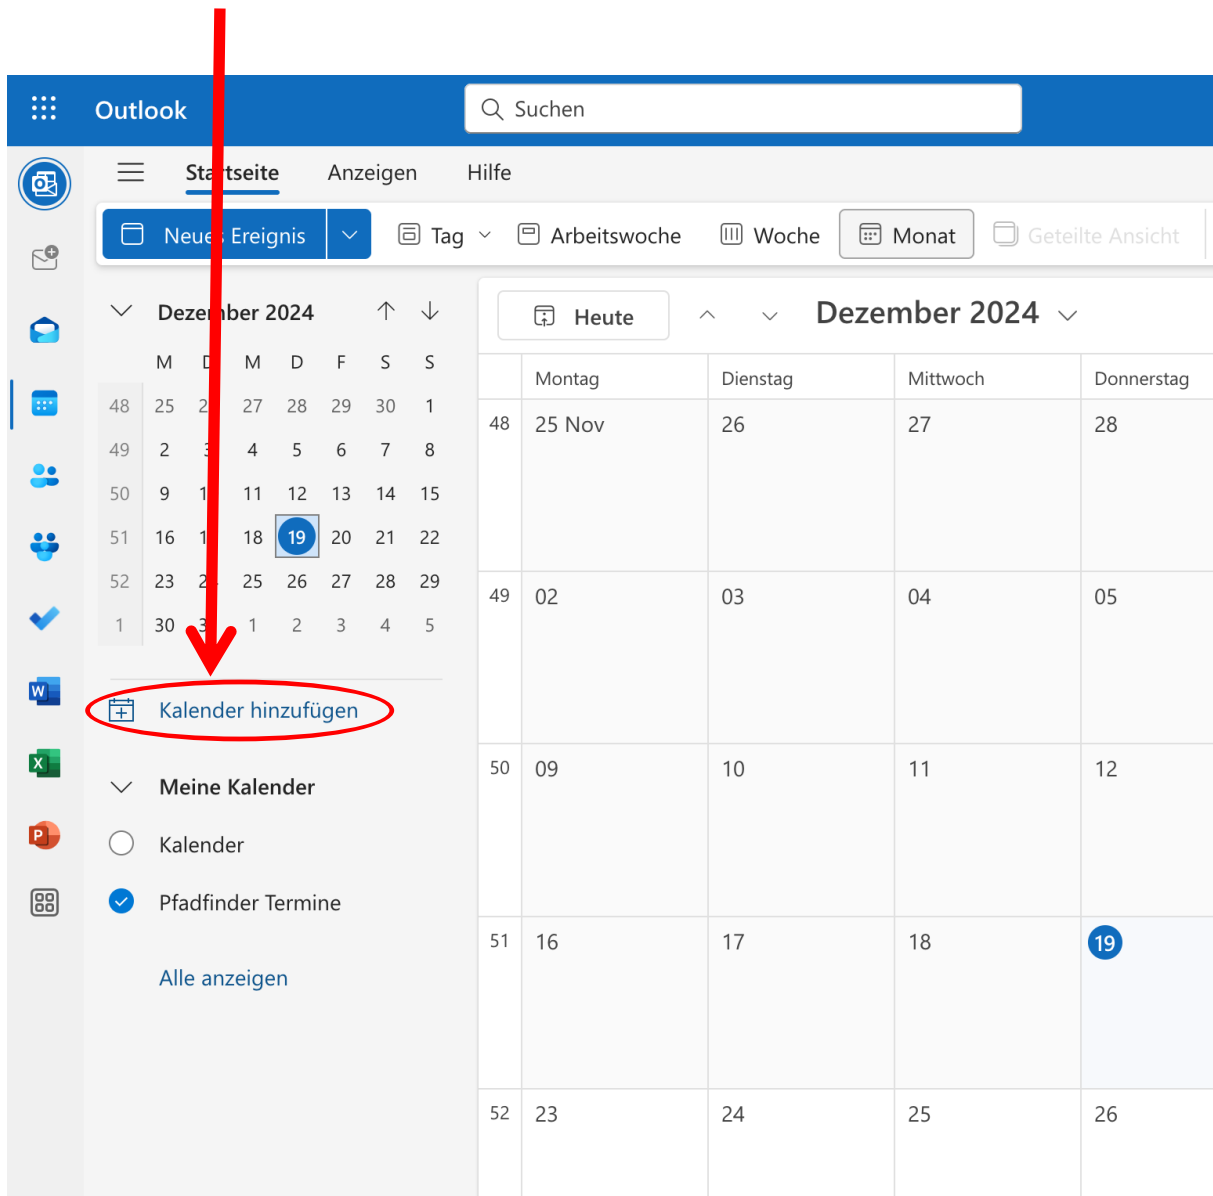 Outlook
Suchen
Startseite Anzeigen Hilfe
Neues Ereignis Tag Arbeitswoche Woche Monat Geteilte Ansicht
Dezember 2024
M D M D F S S
48 25 27 28 29 30 1
49 2 3 4 5 6 7 8
50 9 11 12 13 14 15
51 16 18 19 20 21 22
52 23 25 26 27 28 29
1 30 1 2 3 4 5
Kalender hinzufügen
Meine Kalender
Kalender
Pfadfinder Termine
Alle anzeigen
Heute Dezember 2024
Montag Dienstag Mittwoch Donnerstag
48 25 Nov 26 27 28
49 02 03 04 05
50 09 10 11 12
51 16 17 18 19
52 23 24 25 26
W
X
P